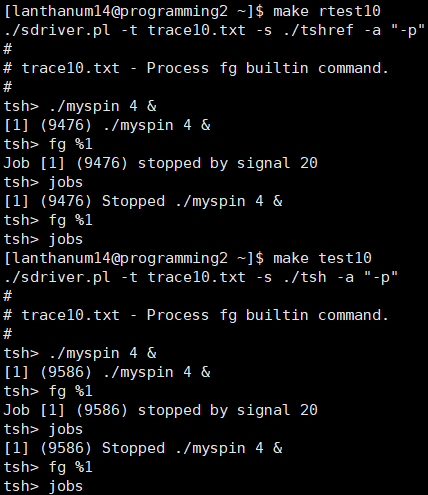 [lanthanum14@programming2 ~]$ make rtest10
./sdriver.pl -t trace10.txt -s ./tshref -a "-p"
#
# trace10.txt - Process fg builtin command.
#
tsh> ./myspin 4 &
[1] (9476) ./myspin 4 &
tsh> fg %1
Job [1] (9476) stopped by signal 20
tsh> jobs
[1] (9476) Stopped ./myspin 4 &
tsh> fg %1
tsh> jobs
[lanthanum14@programming2 ~]$ make test10
./sdriver.pl -t trace10.txt -s ./tsh -a "-p"
#
# trace10.txt - Process fg builtin command.
#
tsh> ./myspin 4 &
[1] (9586) ./myspin 4 &
tsh> fg %1
Job [1] (9586) stopped by signal 20
tsh> jobs
[1] (9586) Stopped ./myspin 4 &
tsh> fg %1
tsh> jobs